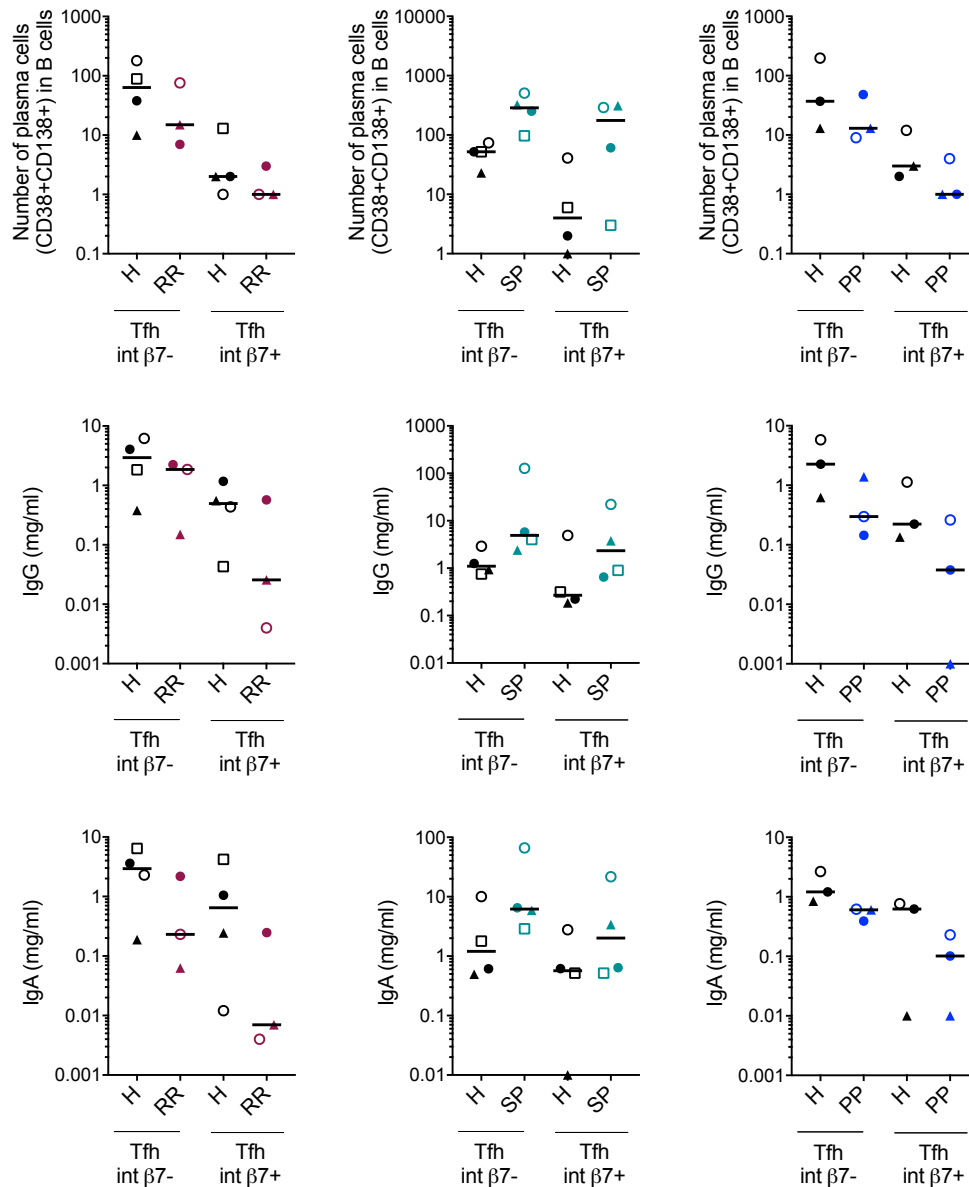 Number of plasma cells
(CD38+CD138+) in B cells
1000
100
10
1
0.1
H
RR
H
RR
Tfh
int β7-
Tfh
int β7+
Number of plasma cells
(CD38+CD138+) in B cells
10000
1000
100
10
1
H
SP
H
SP
Tfh
int β7-
Tfh
int β7+
Number of plasma cells
(CD38+CD138+) in B cells
1000
100
10
1
0.1
H
PP
H
PP
Tfh
int β7-
Tfh
int β7+
IgG (mg/ml)
10
1
0.1
0.01
0.001
H
RR
H
RR
Tfh
int β7-
Tfh
int β7+
IgG (mg/ml)
1000
100
10
1
0.1
0.01
H
SP
H
SP
Tfh
int β7-
Tfh
int β7+
IgG (mg/ml)
10
1
0.1
0.01
0.001
H
PP
H
PP
Tfh
int β7-
Tfh
int β7+
IgA (mg/ml)
10
1
0.1
0.01
0.001
H
RR
H
RR
Tfh
int β7-
Tfh
int β7+
IgA (mg/ml)
100
10
1
0.1
0.01
H
SP
H
SP
Tfh
int β7-
Tfh
int β7+
IgA (mg/ml)
10
1
0.1
0.01
0.001
H
PP
H
PP
Tfh
int β7-
Tfh
int β7+